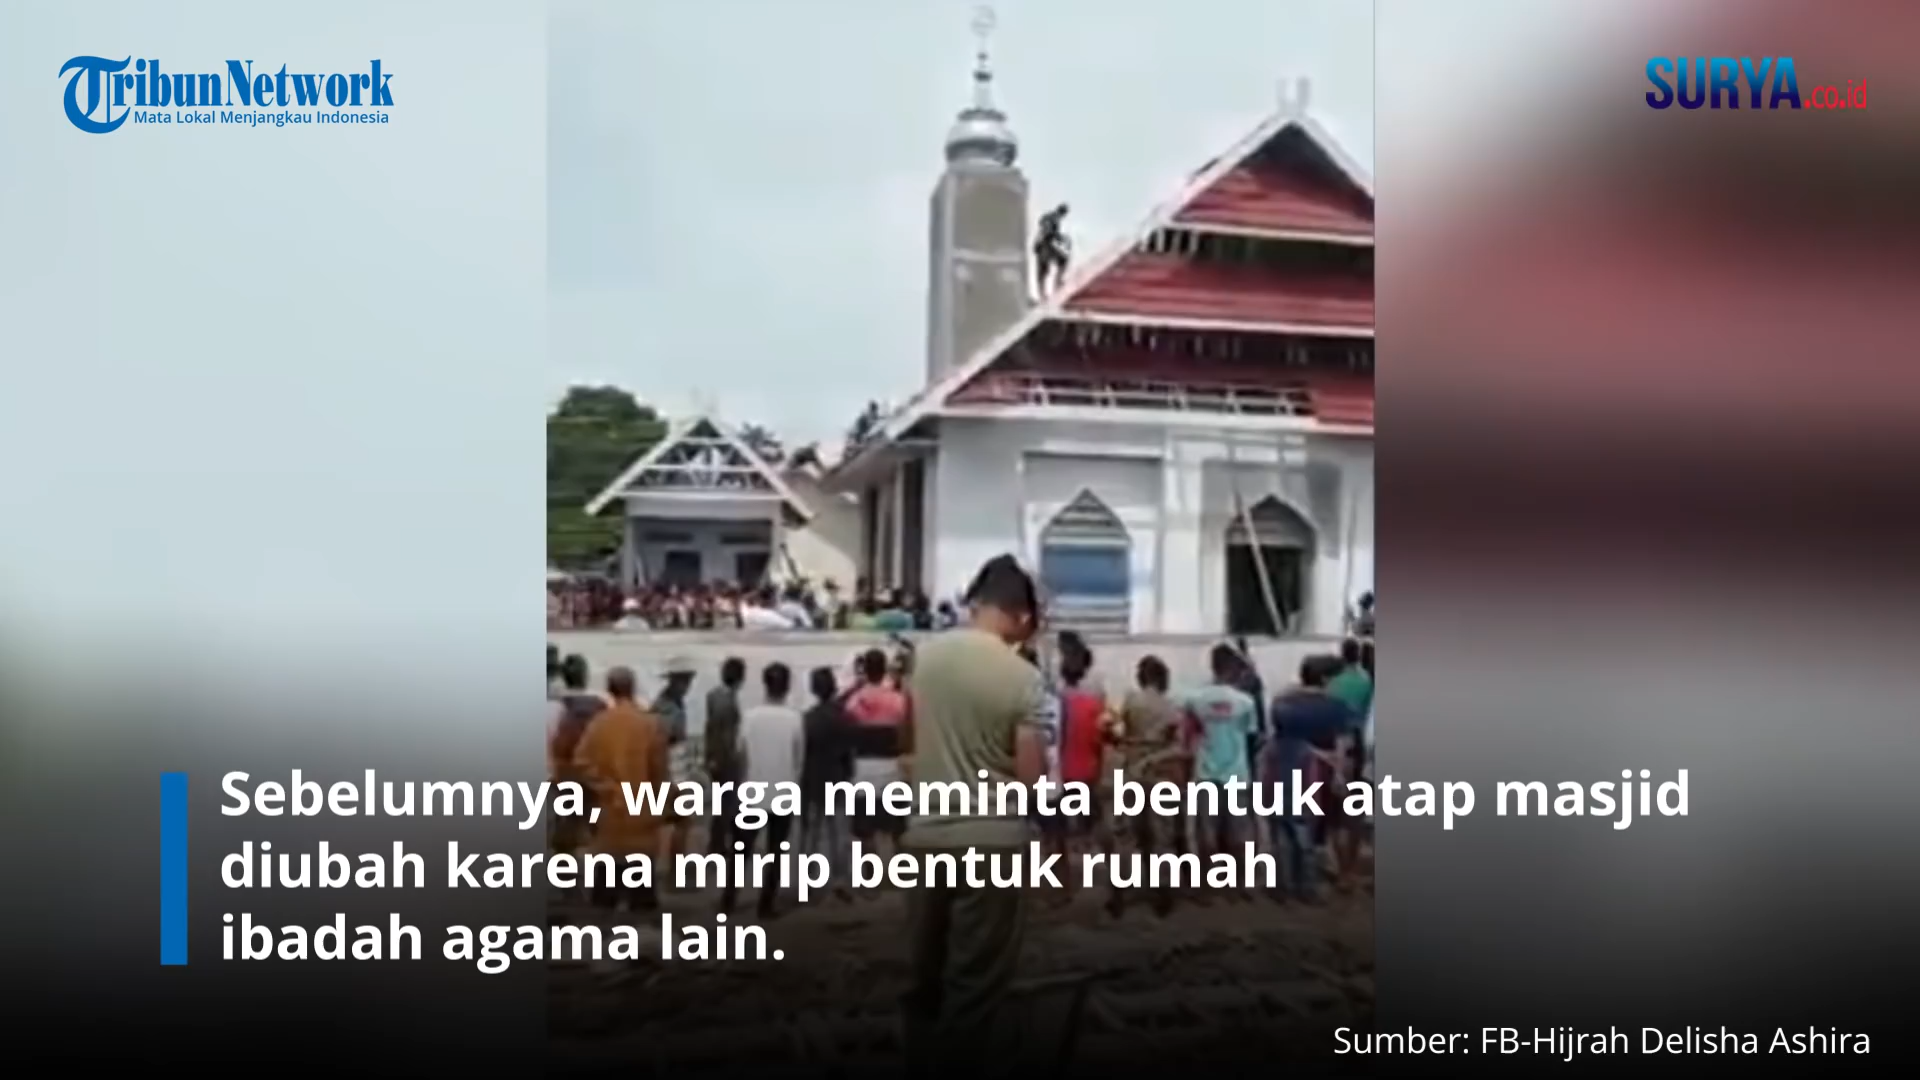 TribunNetwork
Mata Lokal Menjangkau Indonesia
SURYA.co.id
Sebelumnya, warga meminta bentuk atap masjid
diubah karena mirip bentuk rumah
ibadah agama lain.
Sumber: FB-Hijrah Delisha Ashira